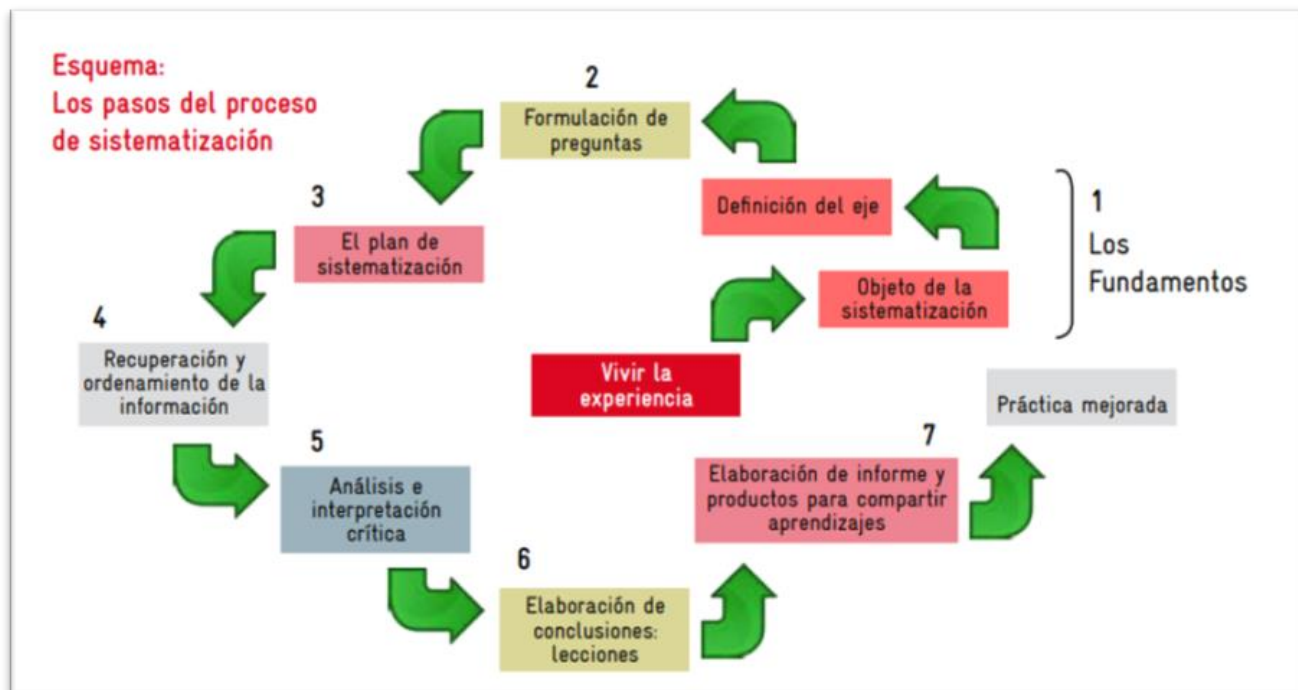 Esquema:
Los pasos del proceso
de sistematización
1
Los
Fundamentos
Vivir la
experiencia
Objeto de la
sistematización
Definición del eje
2
Formulación de
preguntas
3
El plan de
sistematización
4
Recuperación y
ordenamiento de la
información
5
Análisis e
interpretación
crítica
6
Elaboración de
conclusiones:
lecciones
7
Elaboración de informe y
productos para compartir
aprendizajes
Práctica mejorada